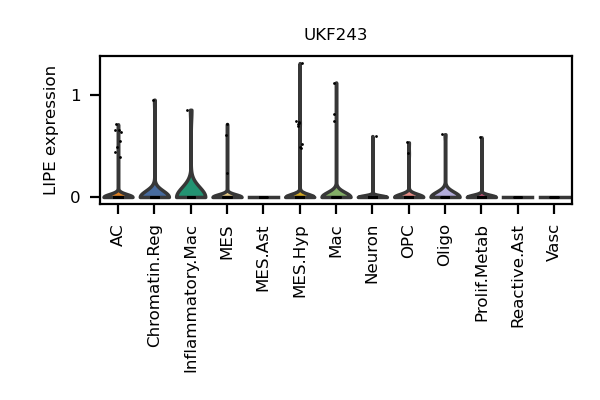 UKF243
LIPE expression
1
0
AC
Chromatin.Reg
Inflammatory.Mac
MES
MES.Ast
MES.Hyp
Mac
Neuron
OPC
Oligo
Prolif.Metab
Reactive.Ast
Vasc